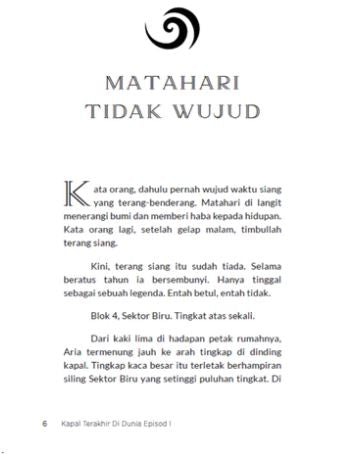 MATAHARI
TIDAK WUJUD
Kata orang, dahulu pernah wujud waktu siang
yang terang-benderang. Matahari di langit
menerangi bumi dan memberi haba kepada hidupan.
Kata orang lagi, setelah gelap malam, timbullah
terang siang.
Kini, terang siang itu sudah tiada. Selama
beratus tahun ia bersembunyi. Hanya tinggal
sebagai sebuah legenda. Entah betul, entah tidak.
Blok 4, Sektor Biru. Tingkat atas sekali.
Dari kaki lima di hadapan petak rumahnya,
Aria termenung jauh ke arah tingkap di dinding
kapal. Tingkap kaca besar itu terletak berhampiran
siling Sektor Biru yang setinggi puluhan tingkat. Di
6 Kapal Terakhir Di Dunia Episod I